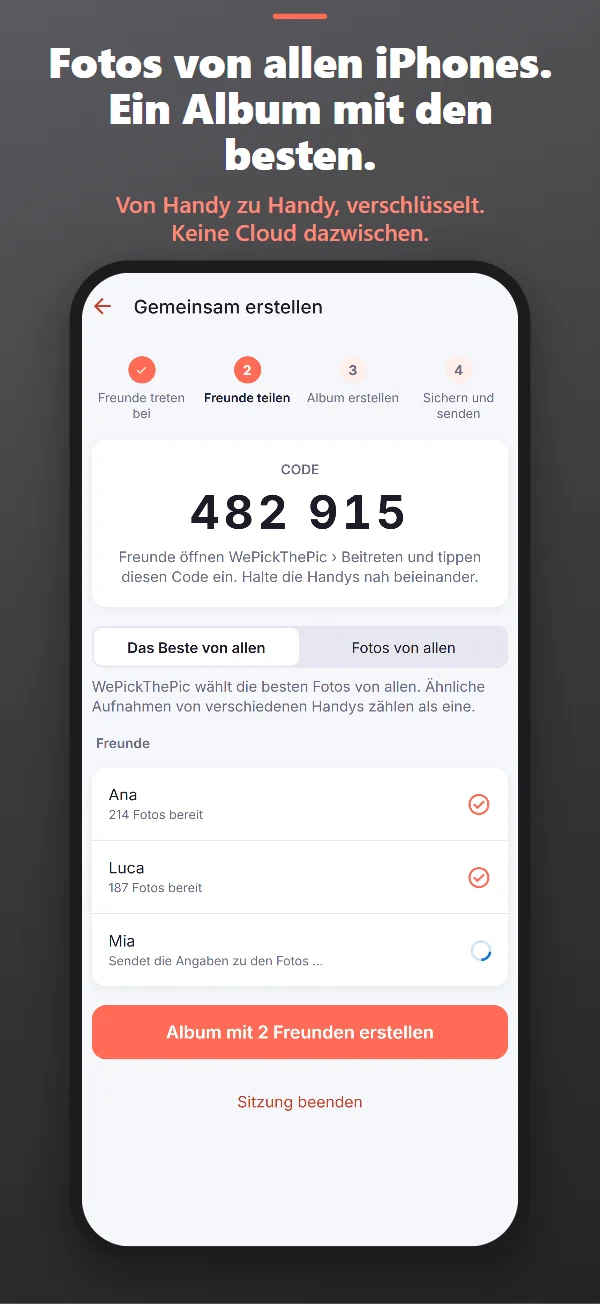 Fotos von allen iPhones.
Ein Album mit den
besten.
Von Handy zu Handy, verschlüsselt.
Keine Cloud dazwischen.
Gemeinsam erstellen
2
3
4
Freunde treten
bei
Freunde teilen
Album erstellen
Sichern und
senden
CODE
482 915
Freunde öffnen WePickThePic › Beitreten und tippen
diesen Code ein. Halte die Handys nah beieinander.
Das Beste von allen
Fotos von allen
WePickThePic wählt die besten Fotos von allen. Ähnliche
Aufnahmen von verschiedenen Handys zählen als eine.
Freunde
Ana
214 Fotos bereit
Luca
187 Fotos bereit
Mia
Sendet die Angaben zu den Fotos ...
Album mit 2 Freunden erstellen
Sitzung beenden